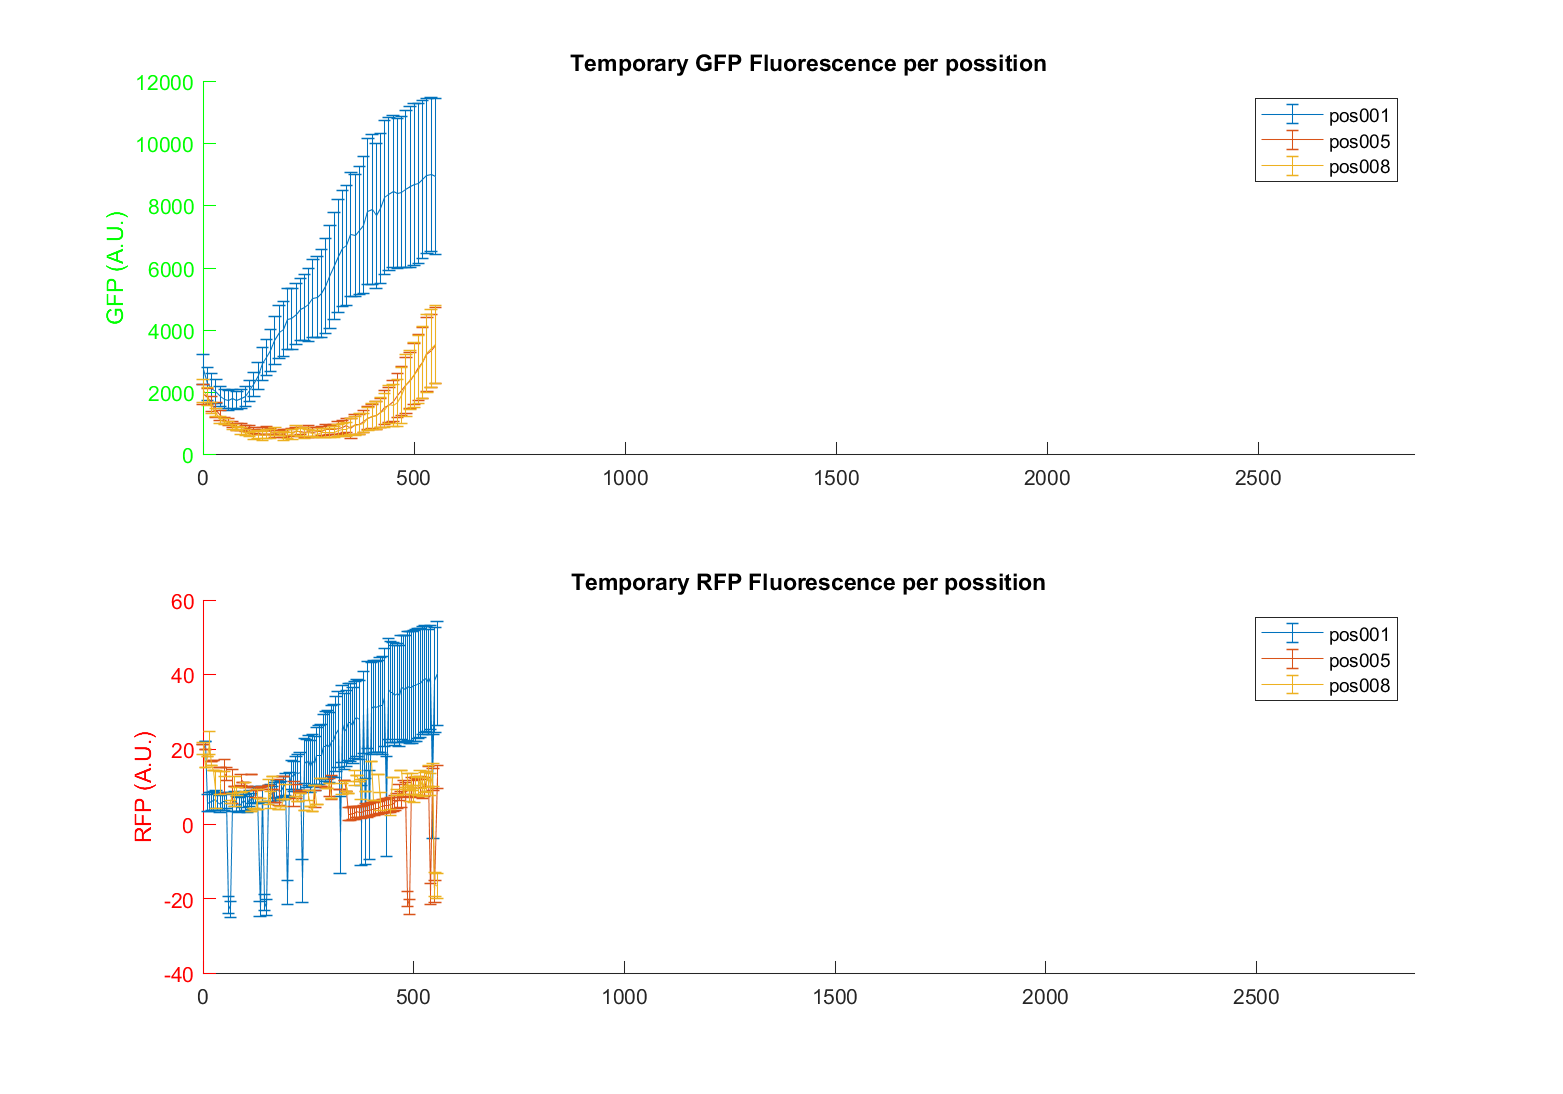 Temporary GFP Fluorescence per possition
12000
10000
8000
6000
4000
2000
0
GFP (A.U.)
0 500 1000 1500 2000 2500
pos001
pos005
pos008
Temporary RFP Fluorescence per possition
60
40
20
0
-20
-40
RFP (A.U.)
0 500 1000 1500 2000 2500
pos001
pos005
pos008